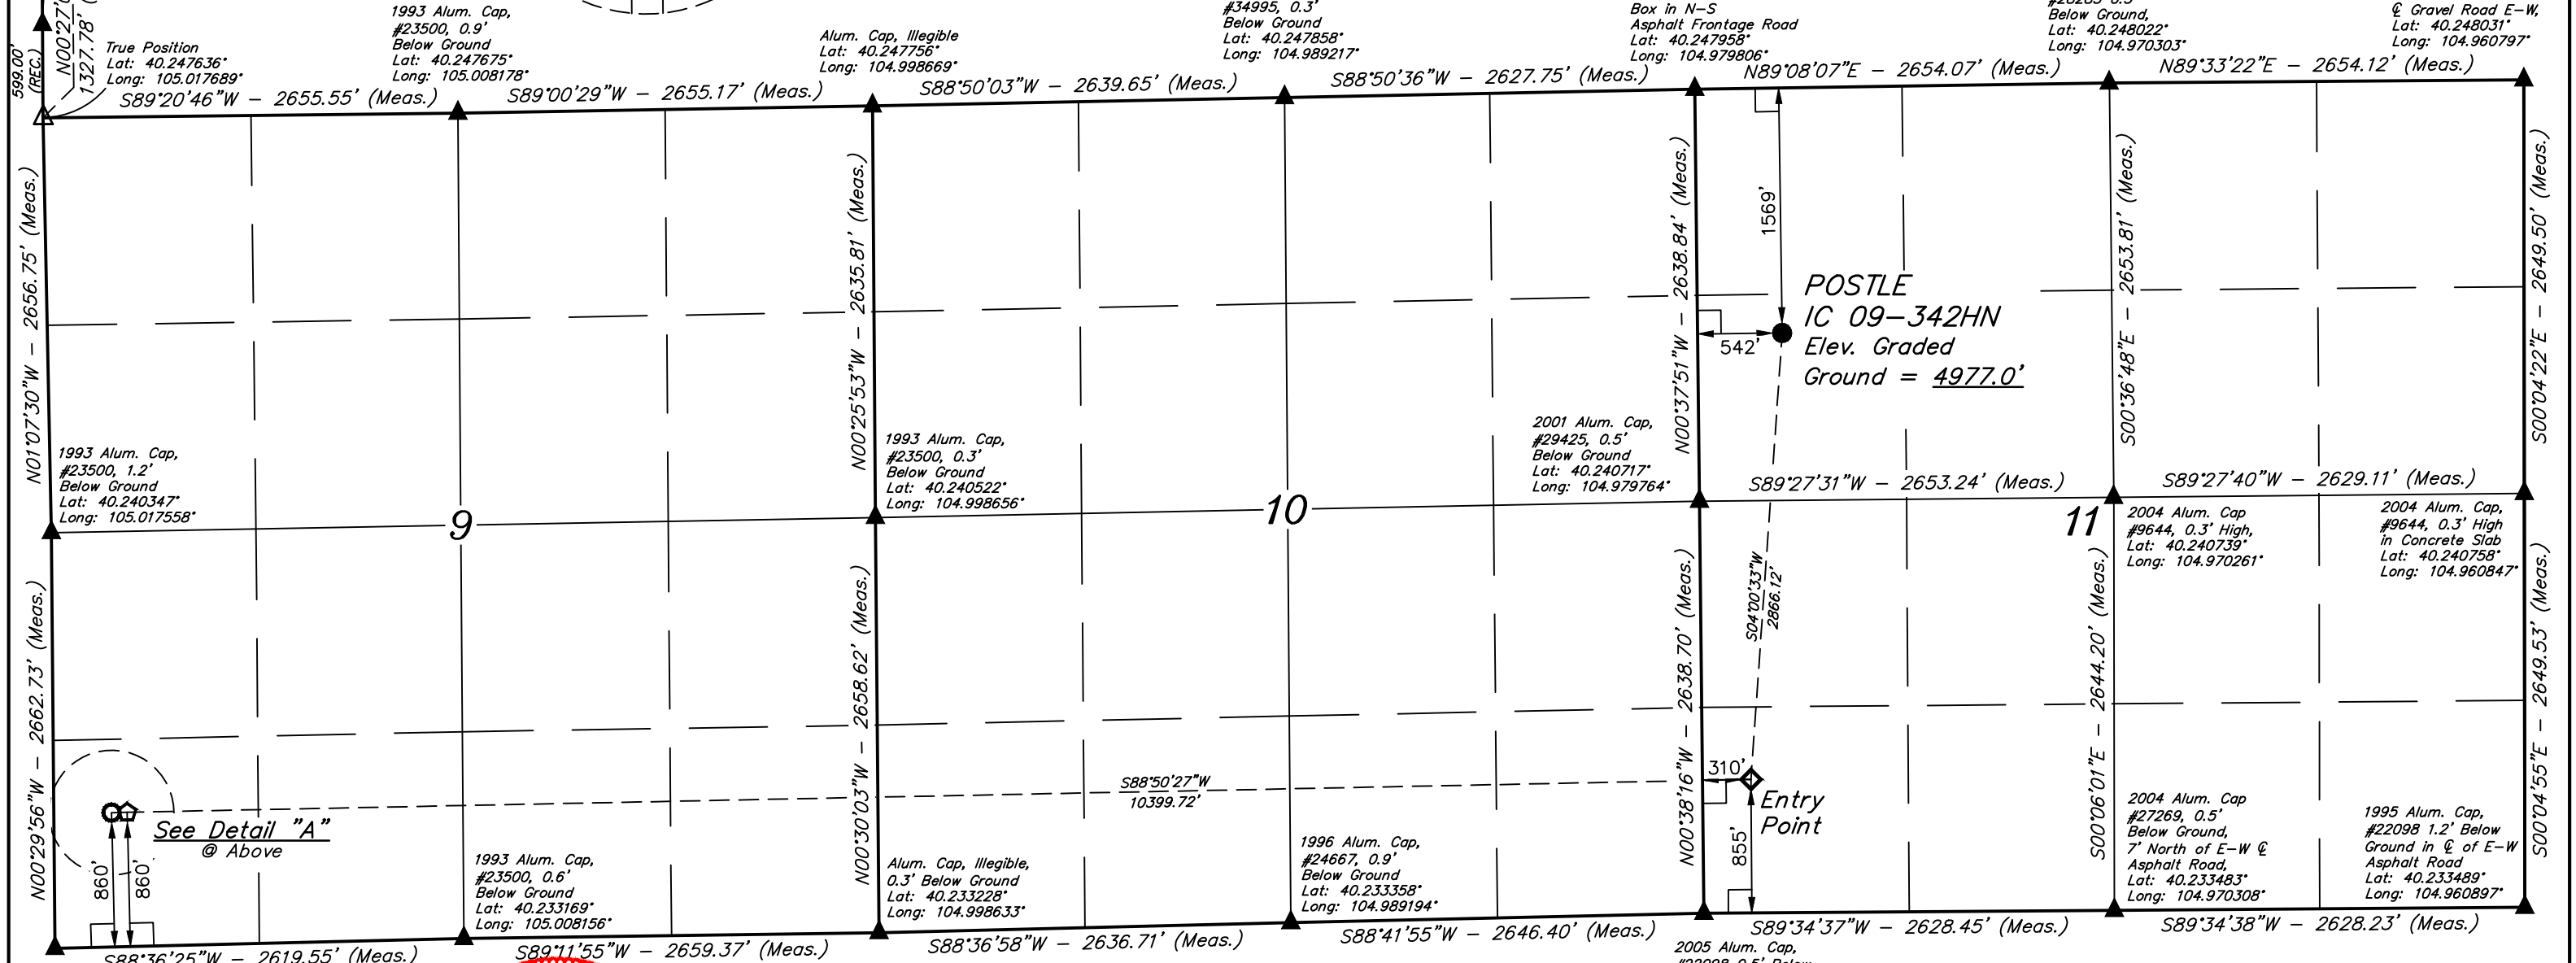 599.00'
(REC.)
1327.78'
True Position
Lat: 40.247636°
Long: 105.017689°
1993 Alum. Cap,
#23500, 0.9'
Below Ground
Lat: 40.247675°
Long: 105.008178°
Alum. Cap, Illegible
Lat: 40.247756°
Long: 104.998669°
#34995, 0.3'
Below Ground
Lat: 40.247858°
Long: 104.989217°
Box in N-S
Asphalt Frontage Road
Lat: 40.247958°
Long: 104.979806°
Below Ground,
Lat: 40.248022°
Long: 104.970303°
℄ Gravel Road E-W,
Lat: 40.248031°
Long: 104.960797°
S89°20'46"W - 2655.55' (Meas.)
S89°00'29"W - 2655.17' (Meas.)
S88°50'03"W - 2639.65' (Meas.)
S88°50'36"W - 2627.75' (Meas.)
N89°08'07"E - 2654.07' (Meas.)
N89°33'22"E - 2654.12' (Meas.)
N01°07'30"W - 2656.75' (Meas.)
N00°25'53"W - 2635.81' (Meas.)
N00°37'51"W - 2638.84' (Meas.)
S00°36'48"E - 2653.81' (Meas.)
S00°04'22"E - 2649.50' (Meas.)
1569'
542'
POSTLE
IC 09-342HN
Elev. Graded
Ground = 4977.0'
1993 Alum. Cap,
#23500, 1.2'
Below Ground
Lat: 40.240347°
Long: 105.017558°
1993 Alum. Cap,
#23500, 0.3'
Below Ground
Lat: 40.240522°
Long: 104.998656°
2001 Alum. Cap,
#29425, 0.5'
Below Ground
Lat: 40.240717°
Long: 104.979764°
S89°27'31"W - 2653.24' (Meas.)
S89°27'40"W - 2629.11' (Meas.)
9
10
11
2004 Alum. Cap
#9644, 0.3' High,
Lat: 40.240739°
Long: 104.970261°
2004 Alum. Cap,
#9644, 0.3' High
in Concrete Slab
Lat: 40.240758°
Long: 104.960847°
S04°00'33"W
2866.12'
N00°29'56"W - 2662.73' (Meas.)
N00°30'03"W - 2658.62' (Meas.)
N00°38'16"W - 2638.70' (Meas.)
S00°06'01"E - 2644.20' (Meas.)
S00°04'55"E - 2649.53' (Meas.)
S88°50'27"W
10399.72'
310'
Entry
Point
855'
See Detail "A"
@ Above
860'
860'
1993 Alum. Cap,
#23500, 0.6'
Below Ground
Lat: 40.233169°
Long: 105.008156°
Alum. Cap, Illegible,
0.3' Below Ground
Lat: 40.233228°
Long: 104.998633°
1996 Alum. Cap,
#24667, 0.9'
Below Ground
Lat: 40.233358°
Long: 104.989194°
2004 Alum. Cap
#27269, 0.5'
Below Ground,
7' North of E-W ℄
Asphalt Road,
Lat: 40.233483°
Long: 104.970308°
1995 Alum. Cap,
#22098 1.2' Below
Ground in ℄ of E-W
Asphalt Road
Lat: 40.233489°
Long: 104.960897°
S88°36'25"W - 2619.55' (Meas.)
S89°11'55"W - 2659.37' (Meas.)
S88°36'58"W - 2636.71' (Meas.)
S88°41'55"W - 2646.40' (Meas.)
S89°34'37"W - 2628.45' (Meas.)
S89°34'38"W - 2628.23' (Meas.)
2005 Alum. Cap,